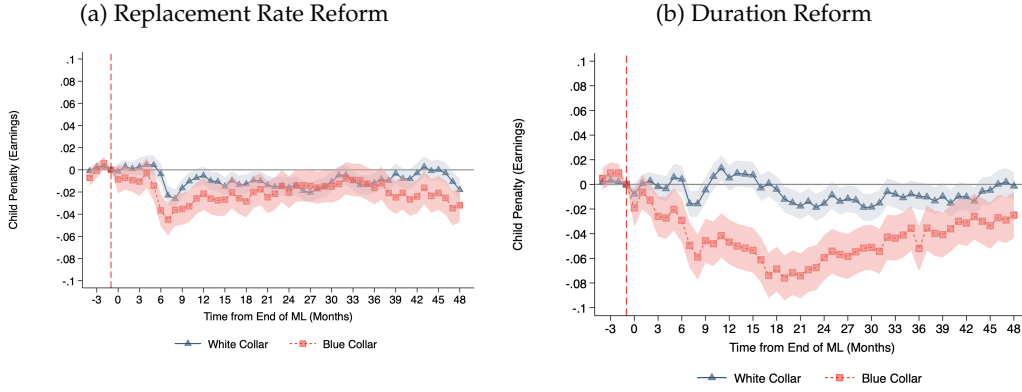 (a) Replacement Rate Reform
.1
.08
.06
.04
.02
0
-.02
-.04
-.06
-.08
-.1
Child Penalty (Earnings)
-3 0 3 6 9 12 15 18 21 24 27 30 33 36 39 42 45 48
Time from End of ML (Months)
White Collar Blue Collar
(b) Duration Reform
.1
.08
.06
.04
.02
0
-.02
-.04
-.06
-.08
-.1
Child Penalty (Earnings)
-3 0 3 6 9 12 15 18 21 24 27 30 33 36 39 42 45 48
Time from End of ML (Months)
White Collar Blue Collar